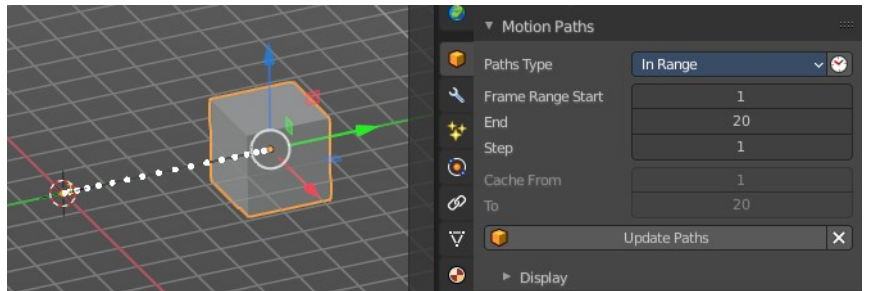 Motion Paths
Paths Type In Range
Frame Range Start 1
End 20
Step 1
Cache From 1
To 20
Update Paths
Display